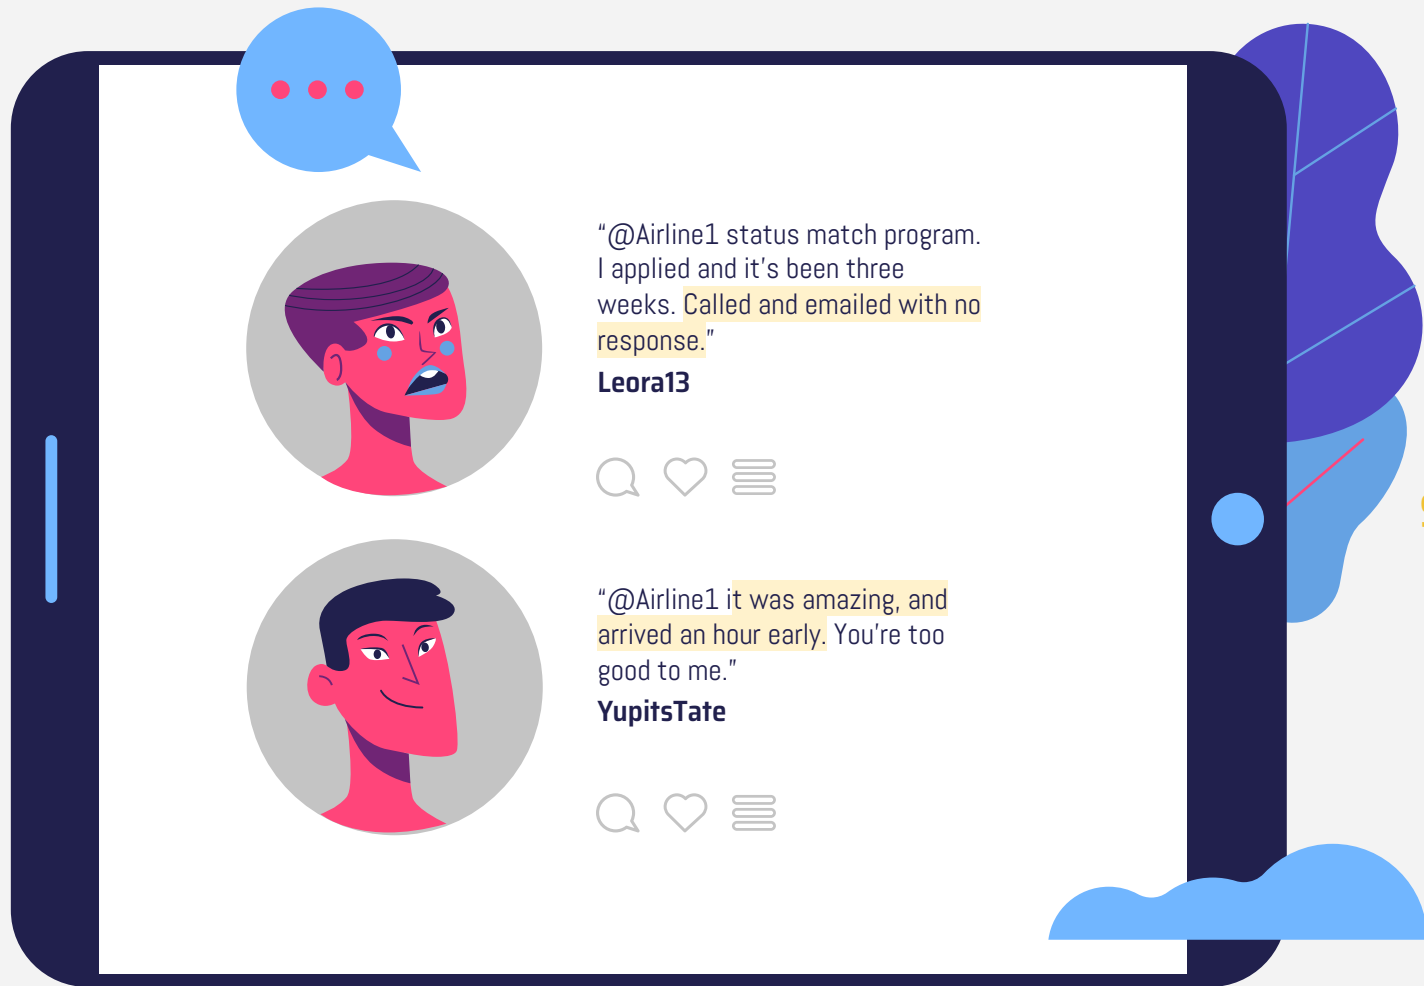 “@Airline1 status match program.
I applied and it’s been three
weeks. Called and emailed with no
response.”
Leora13
“@Airline1 it was amazing, and
arrived an hour early. You’re too
good to me.”
YupitsTate